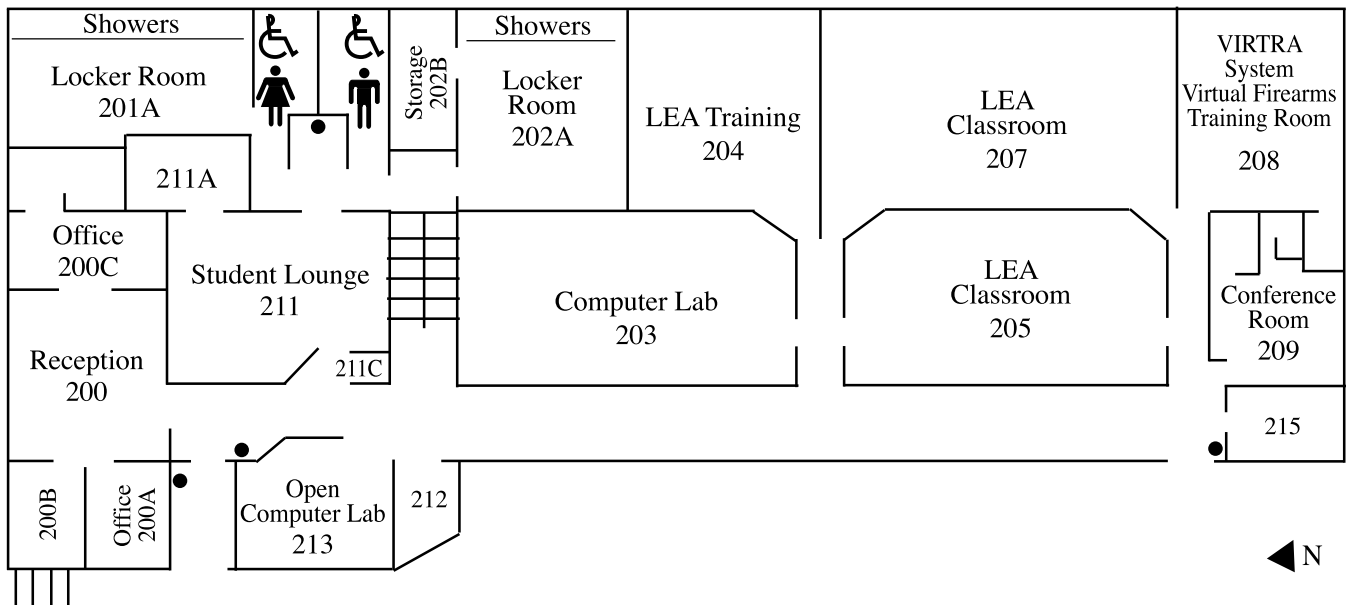 Showers
Locker Room
201A
Storage
202B
Showers
Locker
Room
202A
LEA Training
204
LEA
Classroom
207
VIRTRA
System
Virtual Firearms
Training Room
208
211A
Office
200C
Student Lounge
211
Computer Lab
203
LEA
Classroom
205
Conference
Room
209
Reception
200
211C
215
200B
Office
200A
Open
Computer Lab
213
212
N